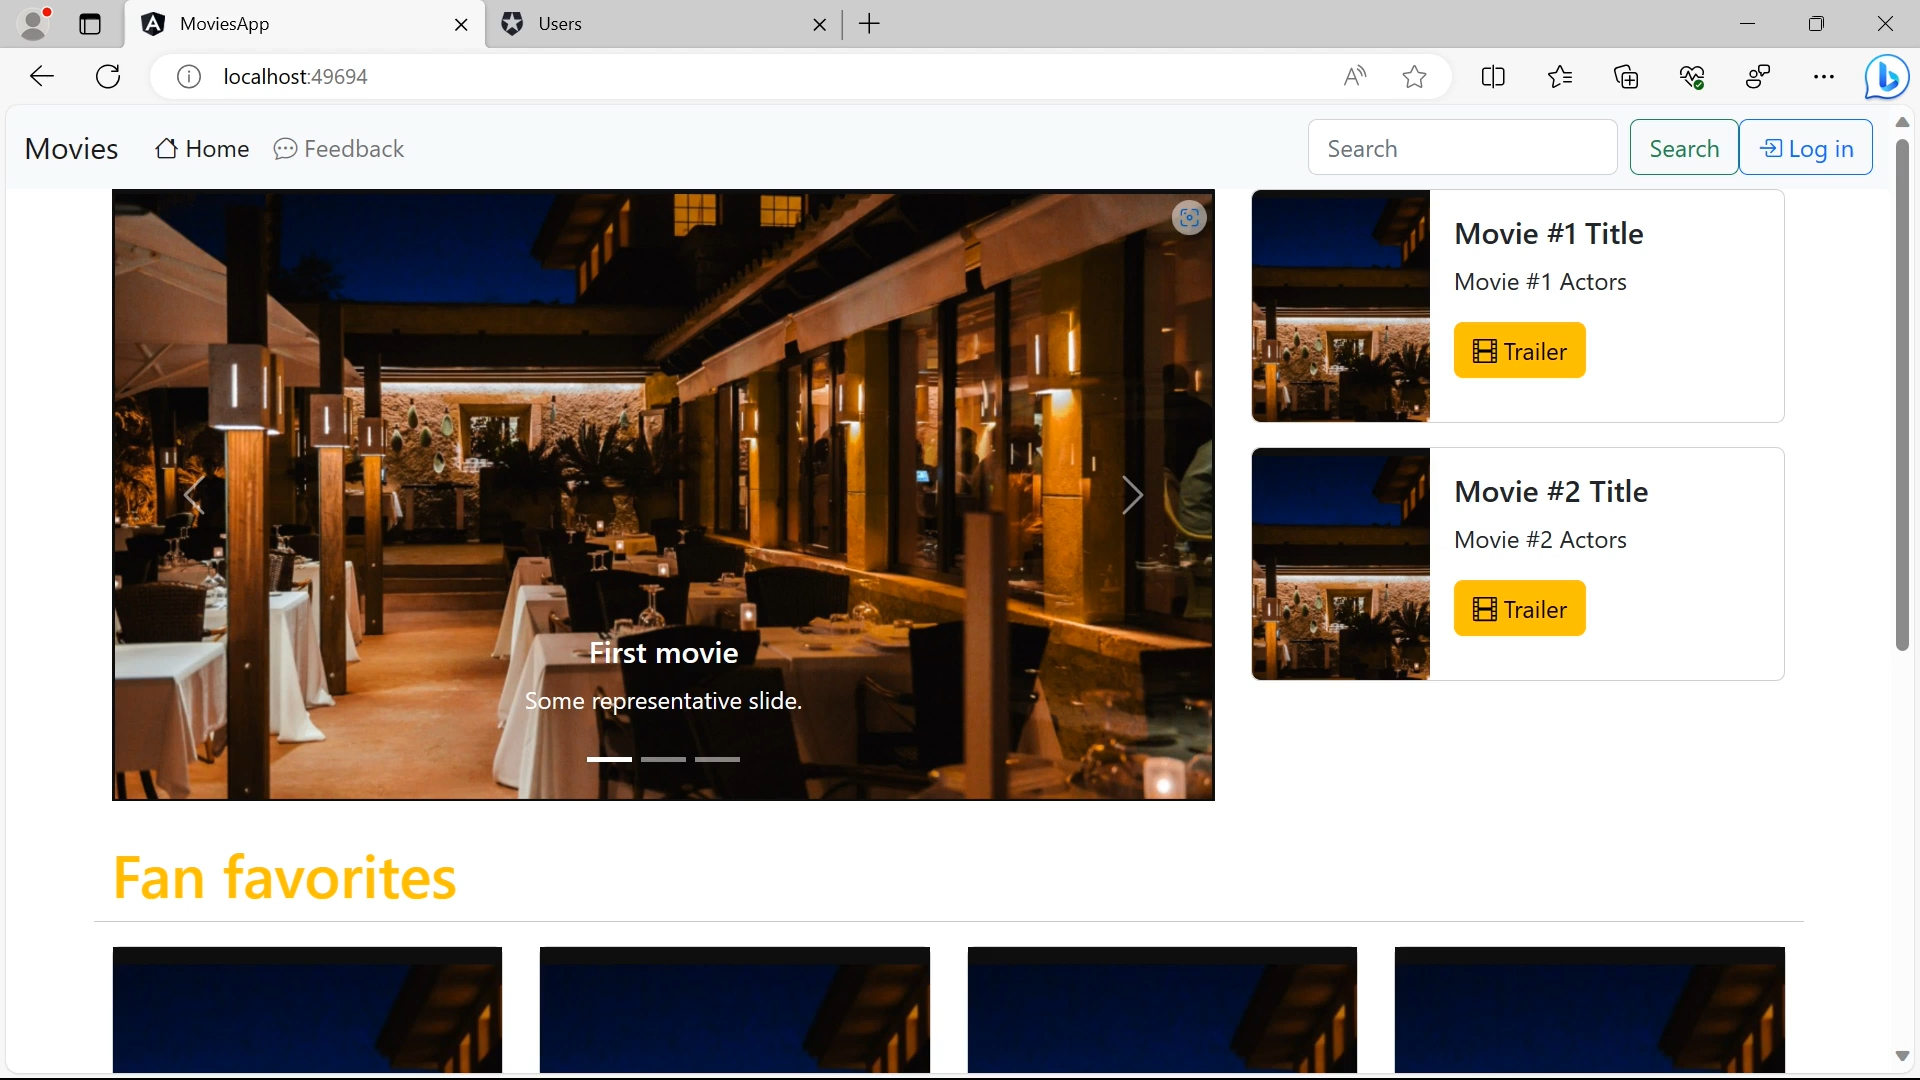 MoviesApp
Users
localhost:49694
Movies
Home
Feedback
Search
Search
Log in
Movie #1 Title
Movie #1 Actors
Trailer
Movie #2 Title
Movie #2 Actors
Trailer
First movie
Some representative slide.
Fan favorites